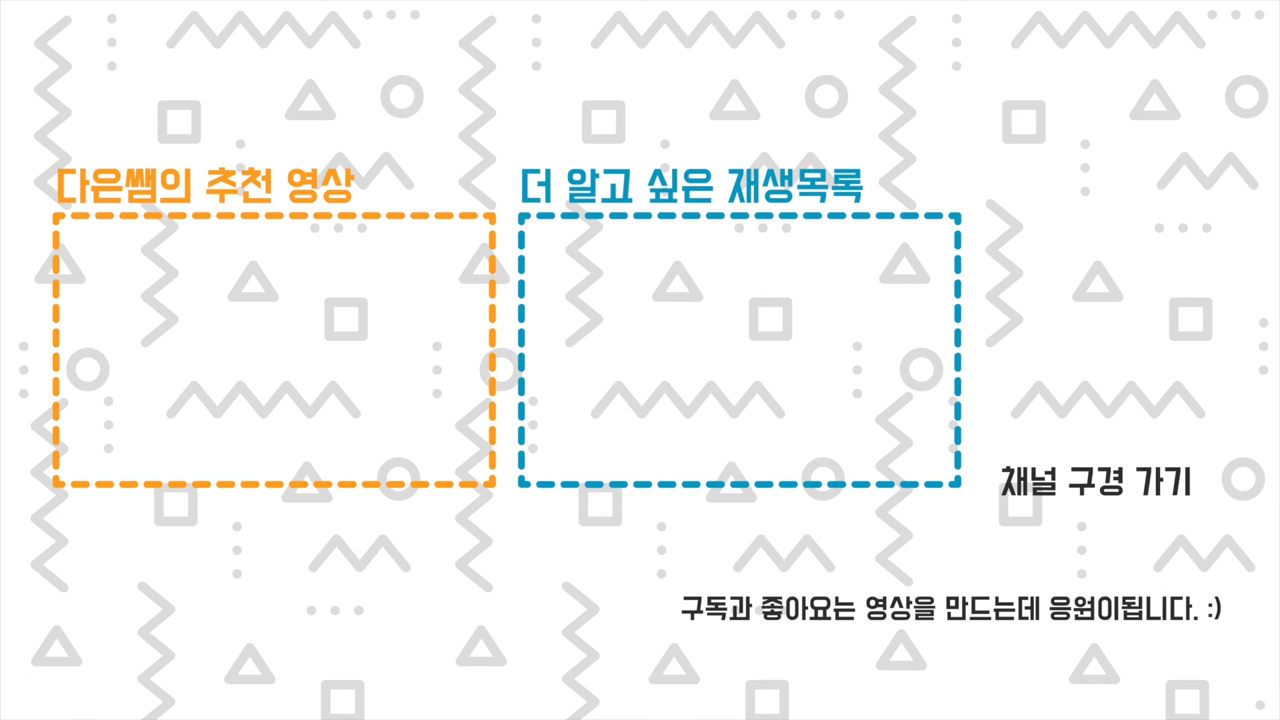 다은쌤의 추천 영상
더 알고 싶은 재생목록
채널 구경 가기
구독과 좋아요는 영상을 만드는데 응원이됩니다. :)